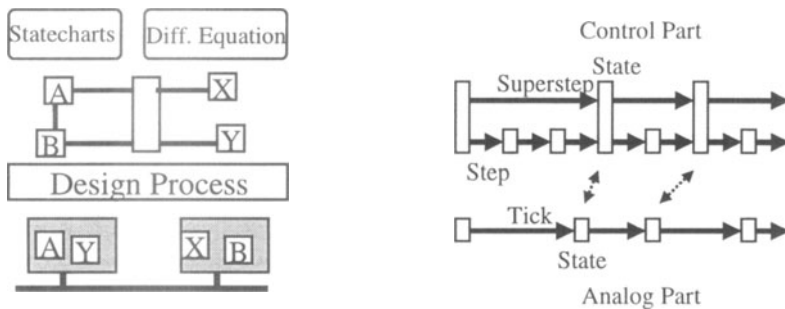 Statecharts
Diff. Equation
A
X
B
Y
Design Process
A
Y
X
B
Control Part
State
Superstep
Step
Tick
State
Analog Part